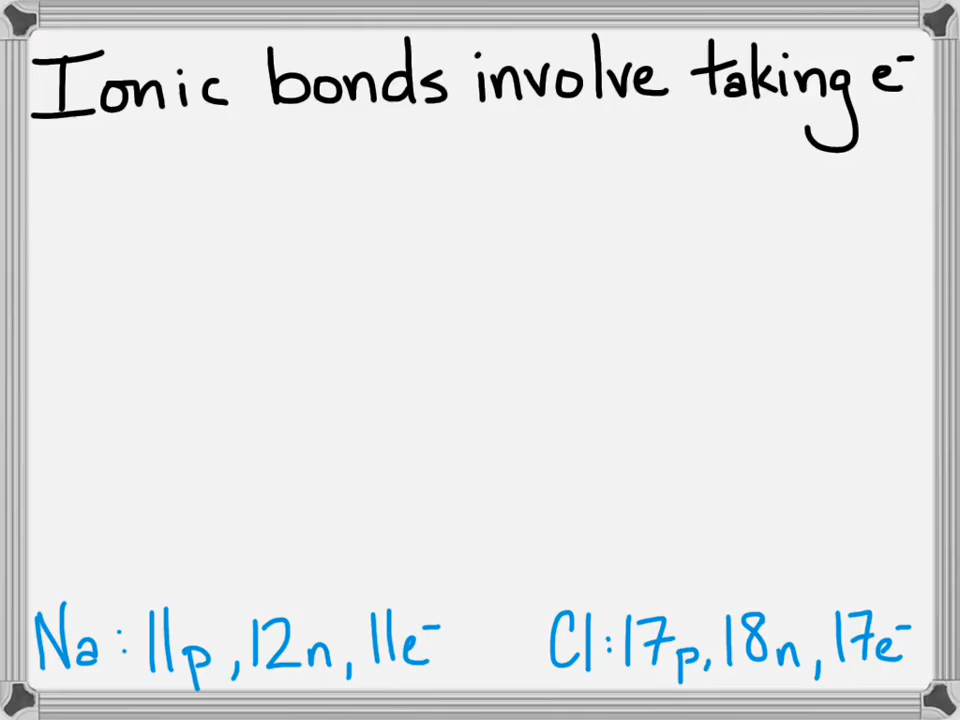 Ionic bonds involve taking e⁻
Na: 11p, 12n, 11e⁻ Cl: 17p, 18n, 17e⁻